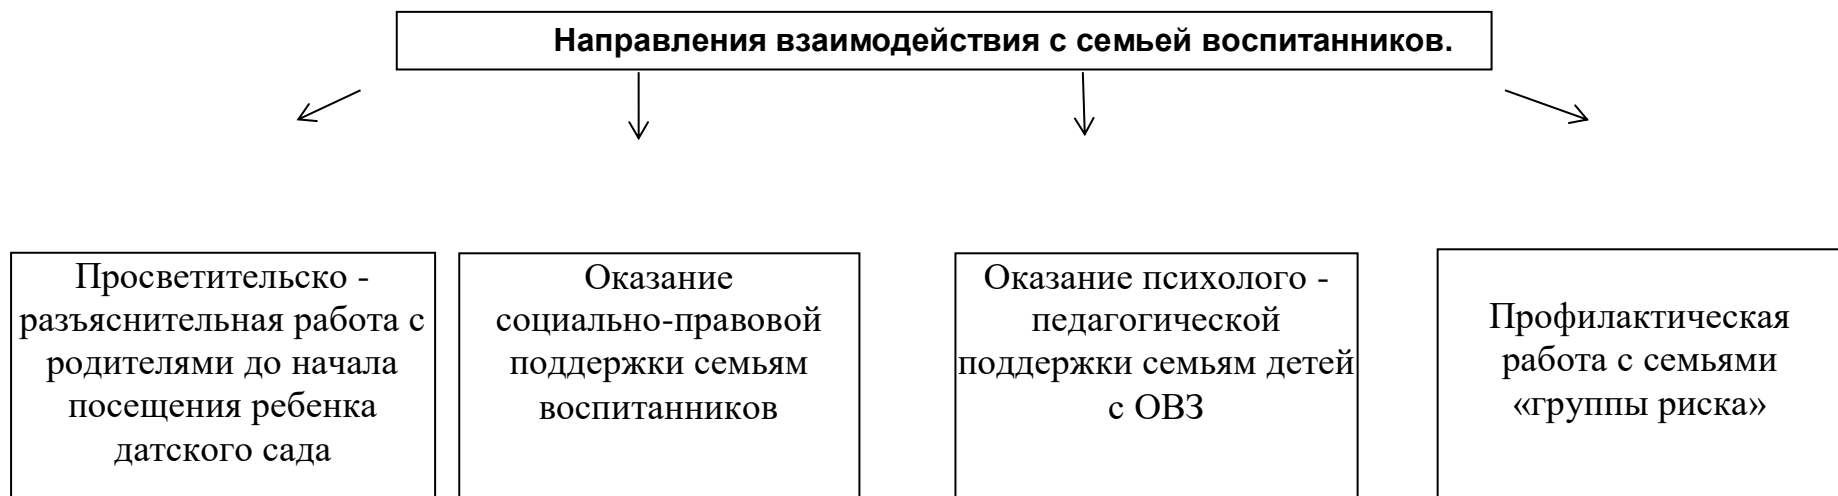 Направления взаимодействия с семьей воспитанников.
Просветительско -
разъяснительная работа с
родителями до начала
посещения ребенка
датского сада
Оказание
социально-правовой
поддержки семьям
воспитанников
Оказание психолого -
педагогической
поддержки семьям детей
с ОВЗ
Профилактическая
работа с семьями
«группы риска»